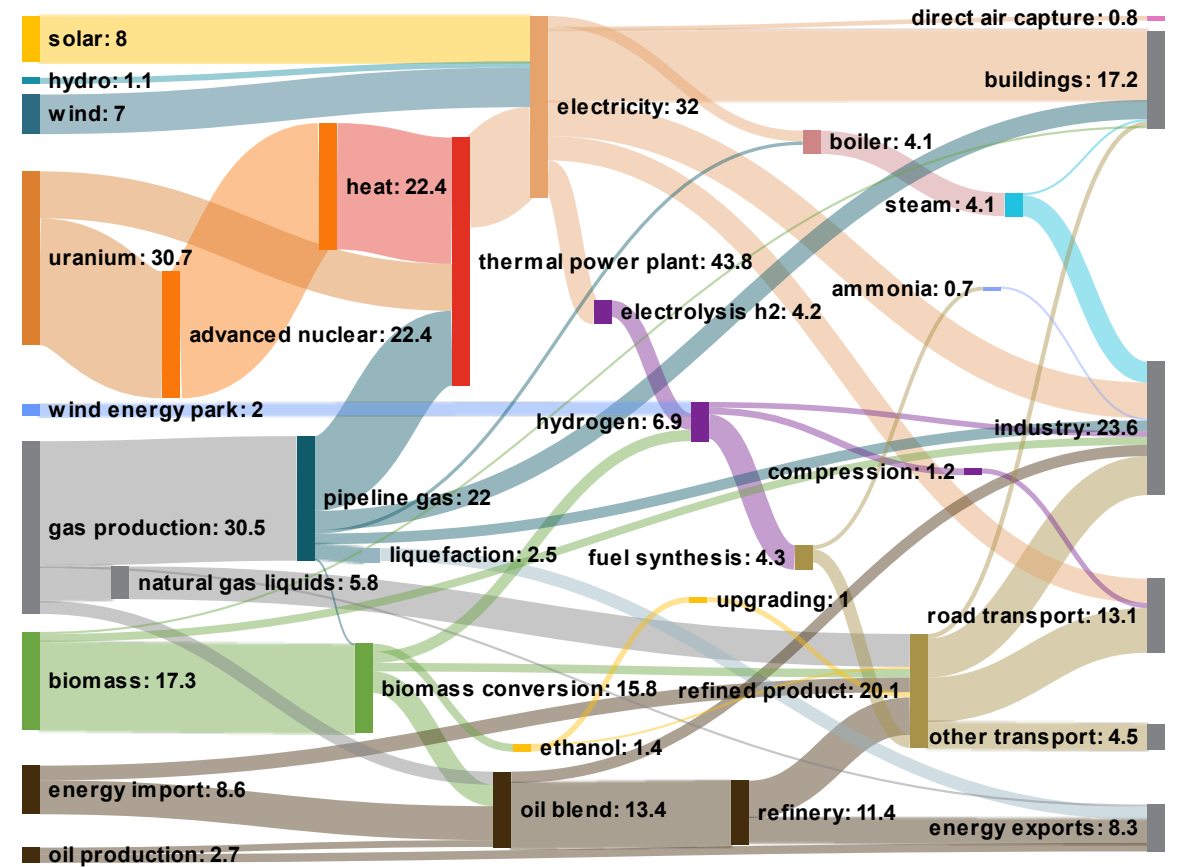 direct air capture: 0.8
solar: 8
hydro: 1.1
buildings: 17.2
wind: 7
electricity: 32
boiler: 4.1
heat: 22.4
steam: 4.1
uranium: 30.7
thermal power plant: 43.8
ammonia: 0.7
electrolysis h2: 4.2
advanced nuclear: 22.4
wind energy park: 2
hydrogen: 6.9
industry: 23.6
compression: 1.2
pipeline gas: 22
gas production: 30.5
liquefaction: 2.5
fuel synthesis: 4.3
natural gas liquids: 5.8
upgrading: 1
road transport: 13.1
biomass: 17.3
biomass conversion: 15.8
refined product: 20.1
other transport: 4.5
ethanol: 1.4
energy import: 8.6
oil blend: 13.4
refinery: 11.4
energy exports: 8.3
oil production: 2.7